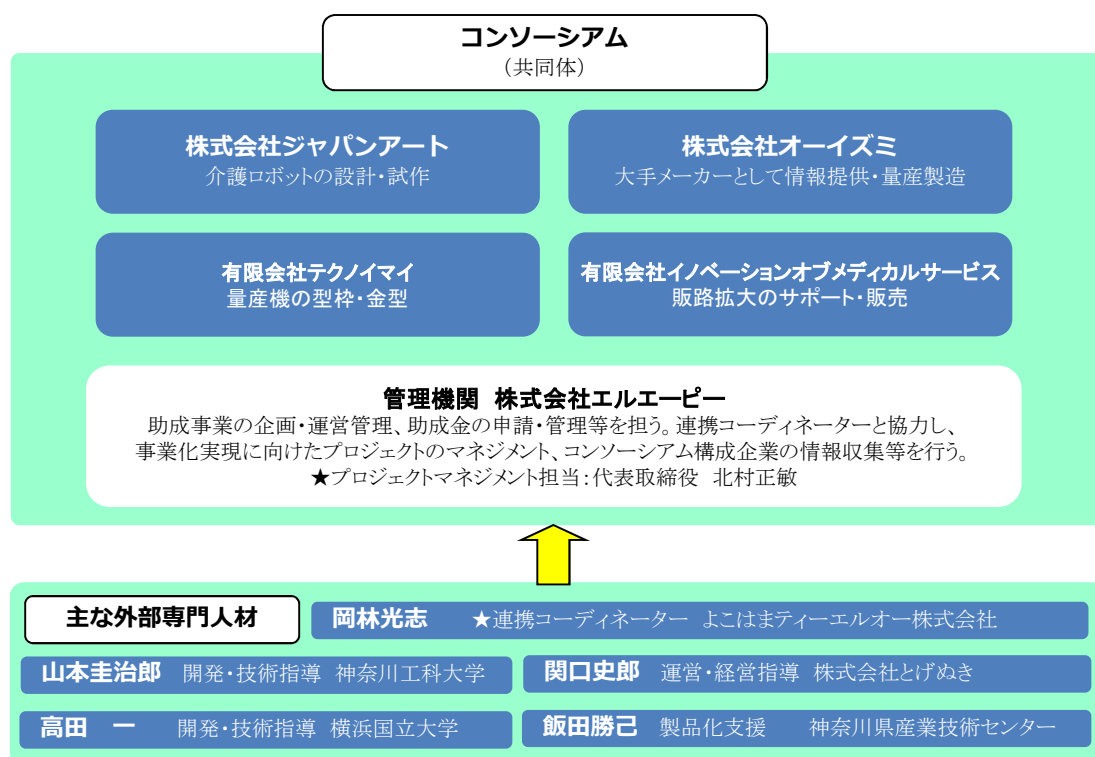 コンソーシアム
（共同体）
株式会社ジャパンアート
介護ロボットの設計・試作
株式会社オーイズミ
大手メーカーとして情報提供・量産製造
有限会社テクノイマイ
量産機の型枠・金型
有限会社イノベーションオブメディカルサービス
販路拡大のサポート・販売
管理機関　株式会社エルエーピー
助成事業の企画・運営管理、助成金の申請・管理等を担う。連携コーディネーターと協力し、
事業化実現に向けたプロジェクトのマネジメント、コンソーシアム構成企業の情報収集等を行う。
★プロジェクトマネジメント担当：代表取締役　北村正敏
主な外部専門人材
岡林光志　★連携コーディネーター　よこはまティーエルオー株式会社
山本圭治郎　開発・技術指導　神奈川工科大学
関口史郎　運営・経営指導　株式会社とげぬき
高田　一　開発・技術指導　横浜国立大学
飯田勝己　製品化支援　神奈川県産業技術センター